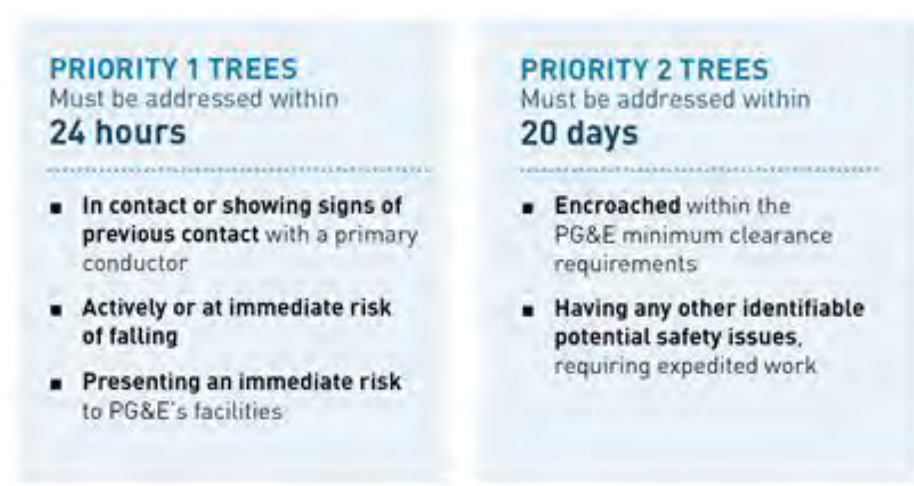 PRIORITY 1 TREES
Must be addressed within
24 hours
■ In contact or showing signs of
previous contact with a primary
conductor
■ Actively or at immediate risk
of falling
■ Presenting an immediate risk
to PG&E's facilities
PRIORITY 2 TREES
Must be addressed within
20 days
■ Encroached within the
PG&E minimum clearance
requirements
■ Having any other identifiable
potential safety issues,
requiring expedited work